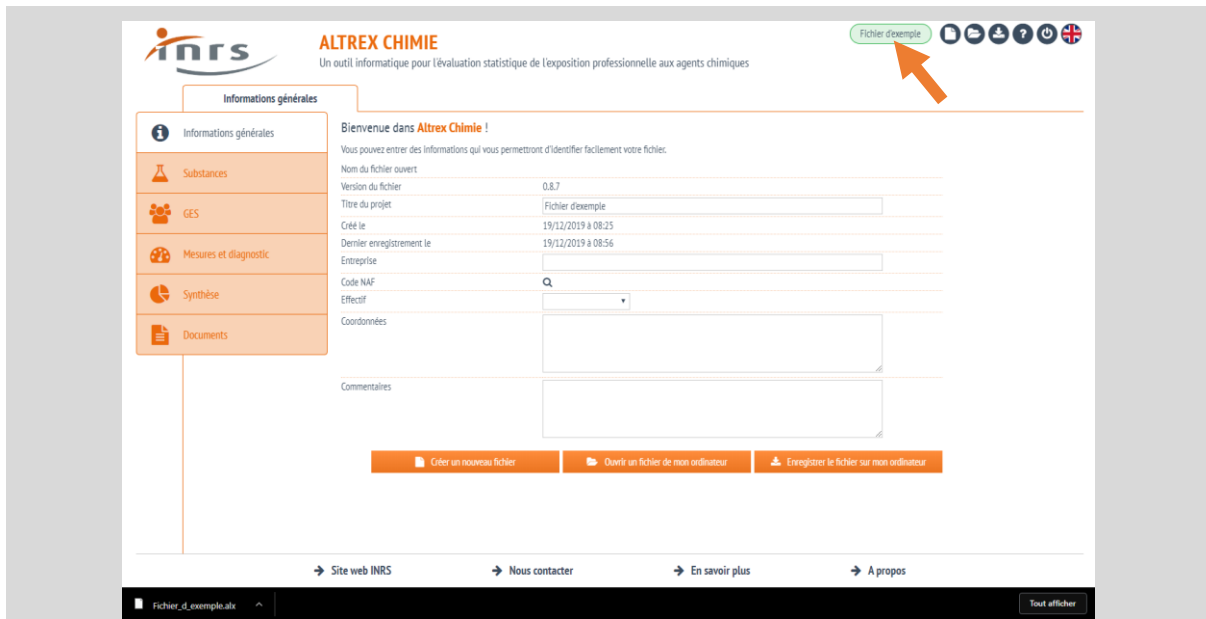 inrs
ALTREX CHIMIE
Un outil informatique pour l'évaluation statistique de l'exposition professionnelle aux agents chimiques
Fichier d'exemple
Informations générales
Informations générales
Substances
GES
Mesures et diagnostic
Synthèse
Documents
Bienvenue dans Altrex Chimie !
Vous pouvez entrer des informations qui vous permettront d'identifier facilement votre fichier.
Nom du fichier ouvert
Version du fichier 0.8.7
Titre du projet Fichier d'exemple
Créé le 19/12/2019 à 08:25
Dernier enregistrement le 19/12/2019 à 08:56
Entreprise
Code NAF
Effectif
Coordonnées
Commentaires
Créer un nouveau fichier Ouvrir un fichier de mon ordinateur Enregistrer le fichier sur mon ordinateur
Site web INRS Nous contacter En savoir plus A propos
Fichier_d_exemple.alx Tout afficher